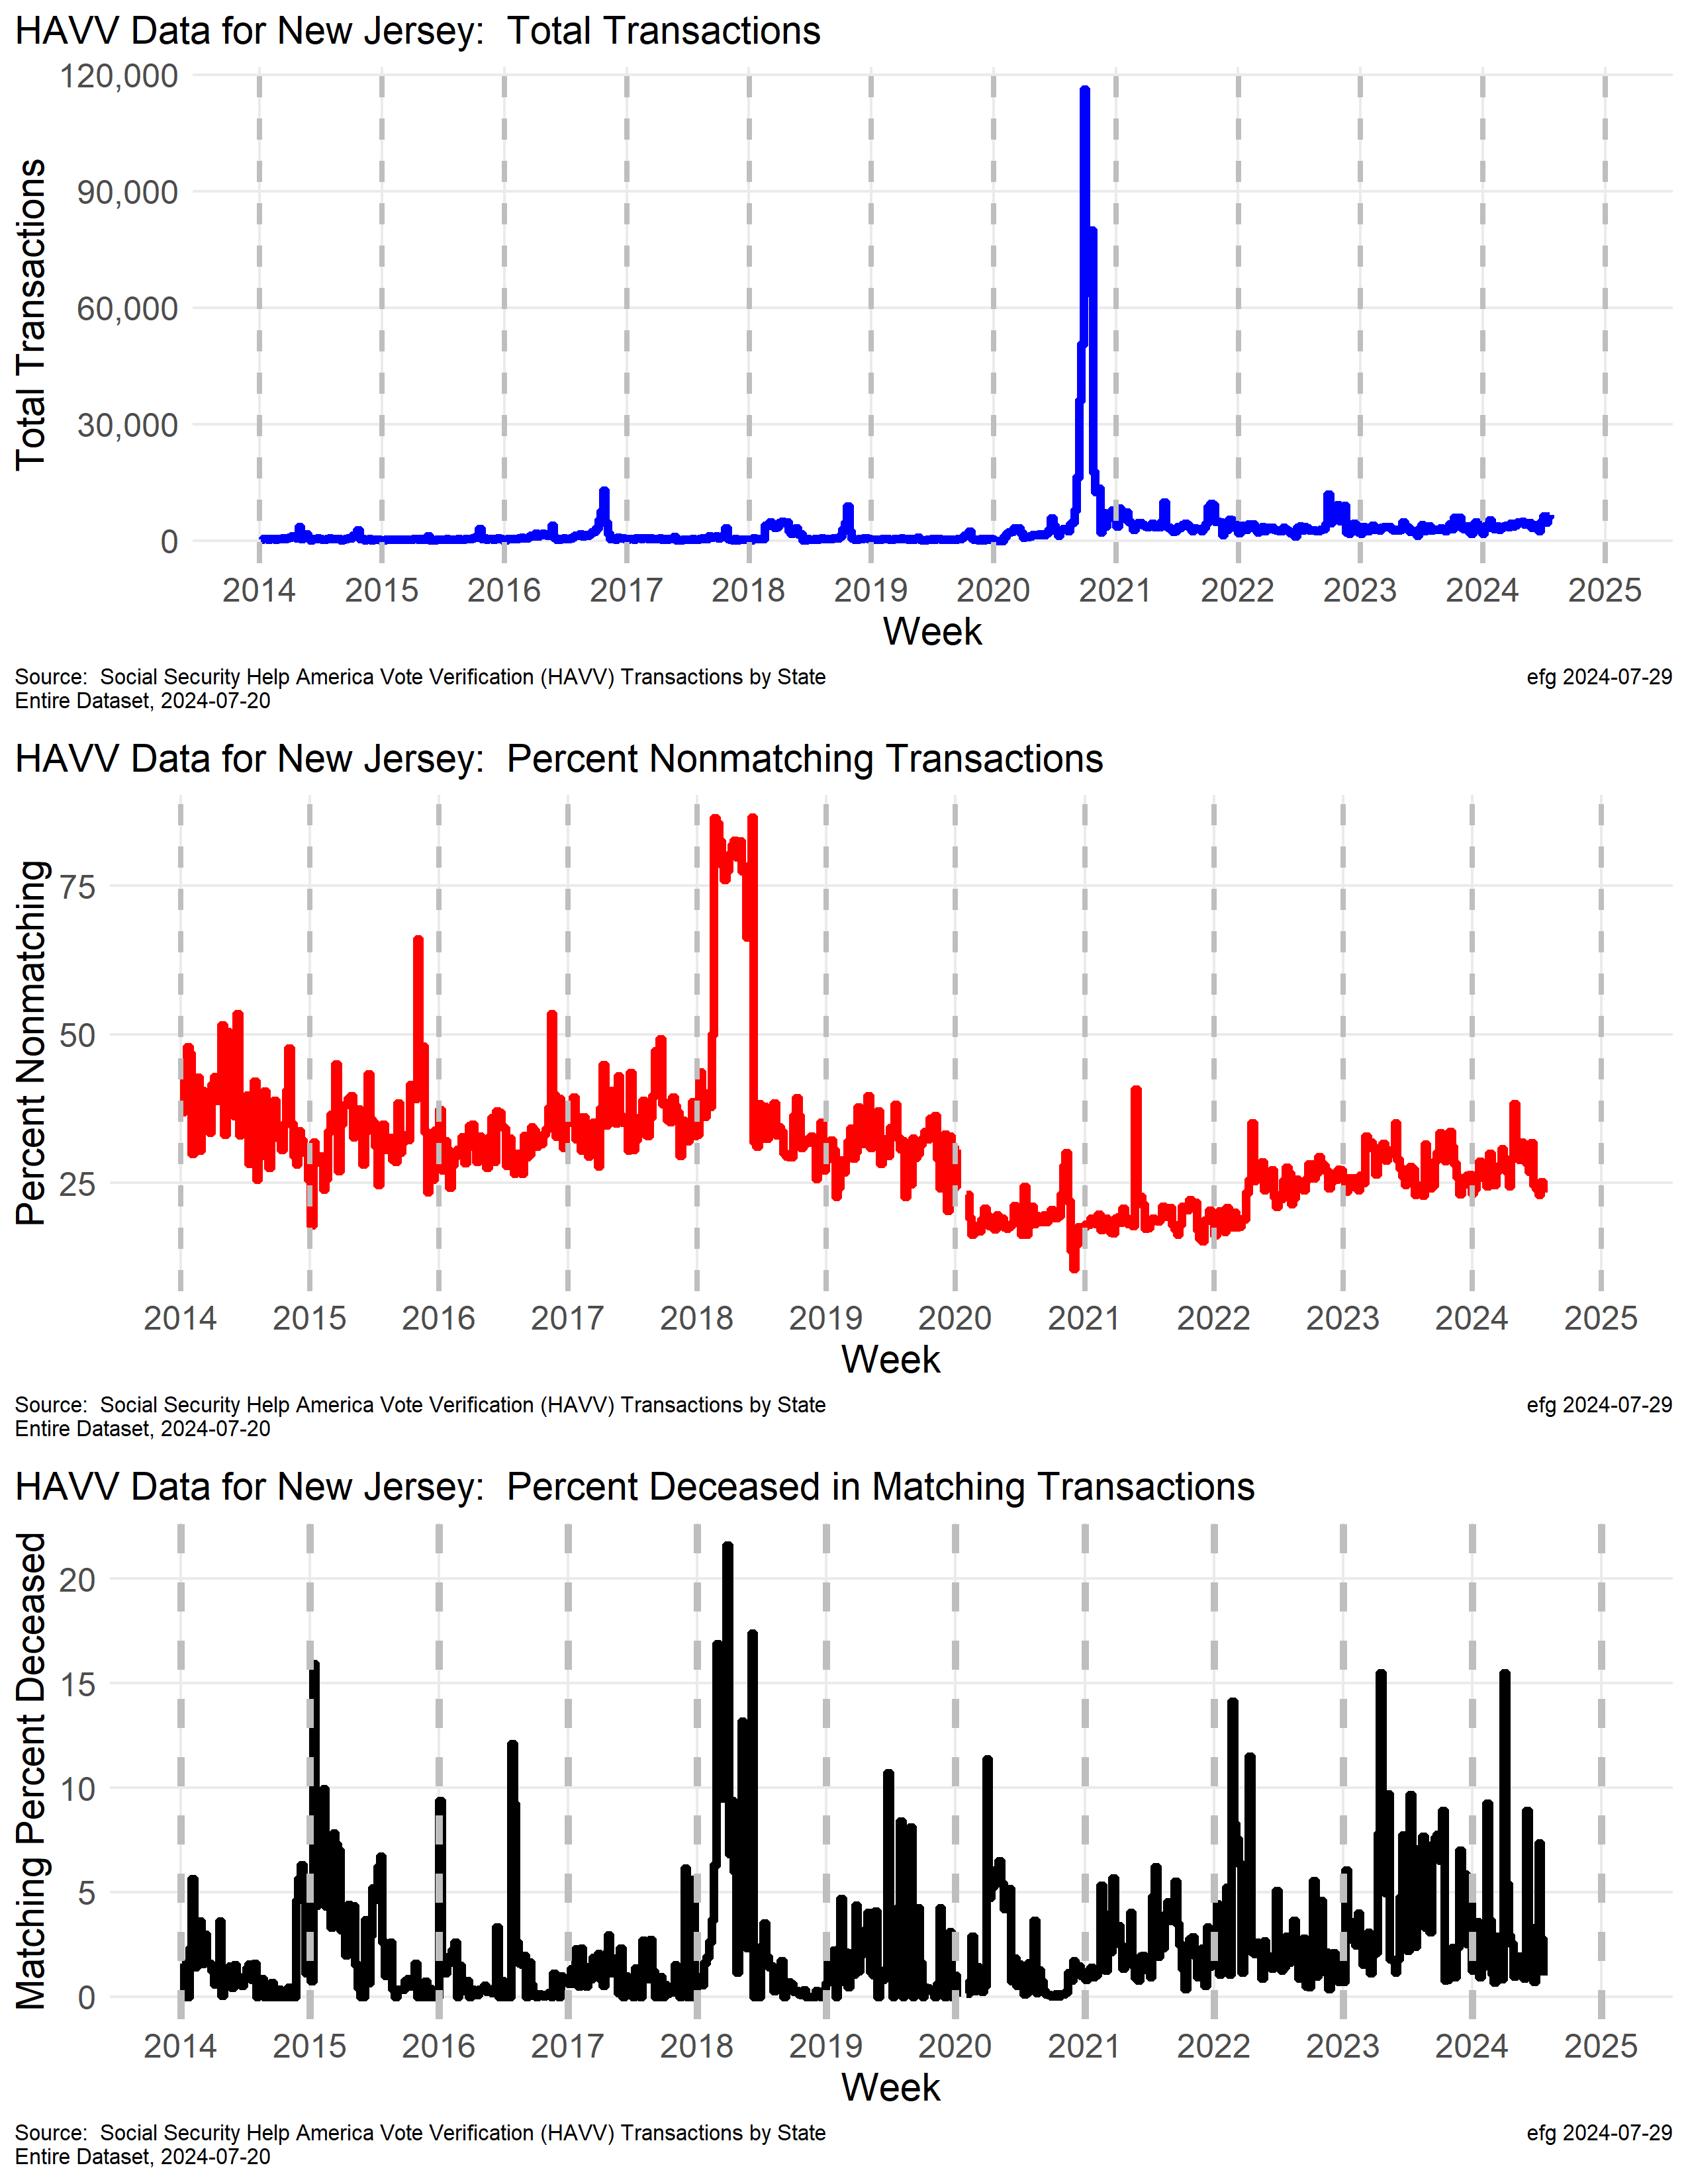 HAVV Data for New Jersey:  Total Transactions
Total Transactions
120,000
90,000
60,000
30,000
0
2014 2015 2016 2017 2018 2019 2020 2021 2022 2023 2024 2025
Week
Source:  Social Security Help America Vote Verification (HAVV) Transactions by State
Entire Dataset, 2024-07-20
efg 2024-07-29
HAVV Data for New Jersey:  Percent Nonmatching Transactions
Percent Nonmatching
75
50
25
2014 2015 2016 2017 2018 2019 2020 2021 2022 2023 2024 2025
Week
Source:  Social Security Help America Vote Verification (HAVV) Transactions by State
Entire Dataset, 2024-07-20
efg 2024-07-29
HAVV Data for New Jersey:  Percent Deceased in Matching Transactions
Matching Percent Deceased
20
15
10
5
0
2014 2015 2016 2017 2018 2019 2020 2021 2022 2023 2024 2025
Week
Source:  Social Security Help America Vote Verification (HAVV) Transactions by State
Entire Dataset, 2024-07-20
efg 2024-07-29